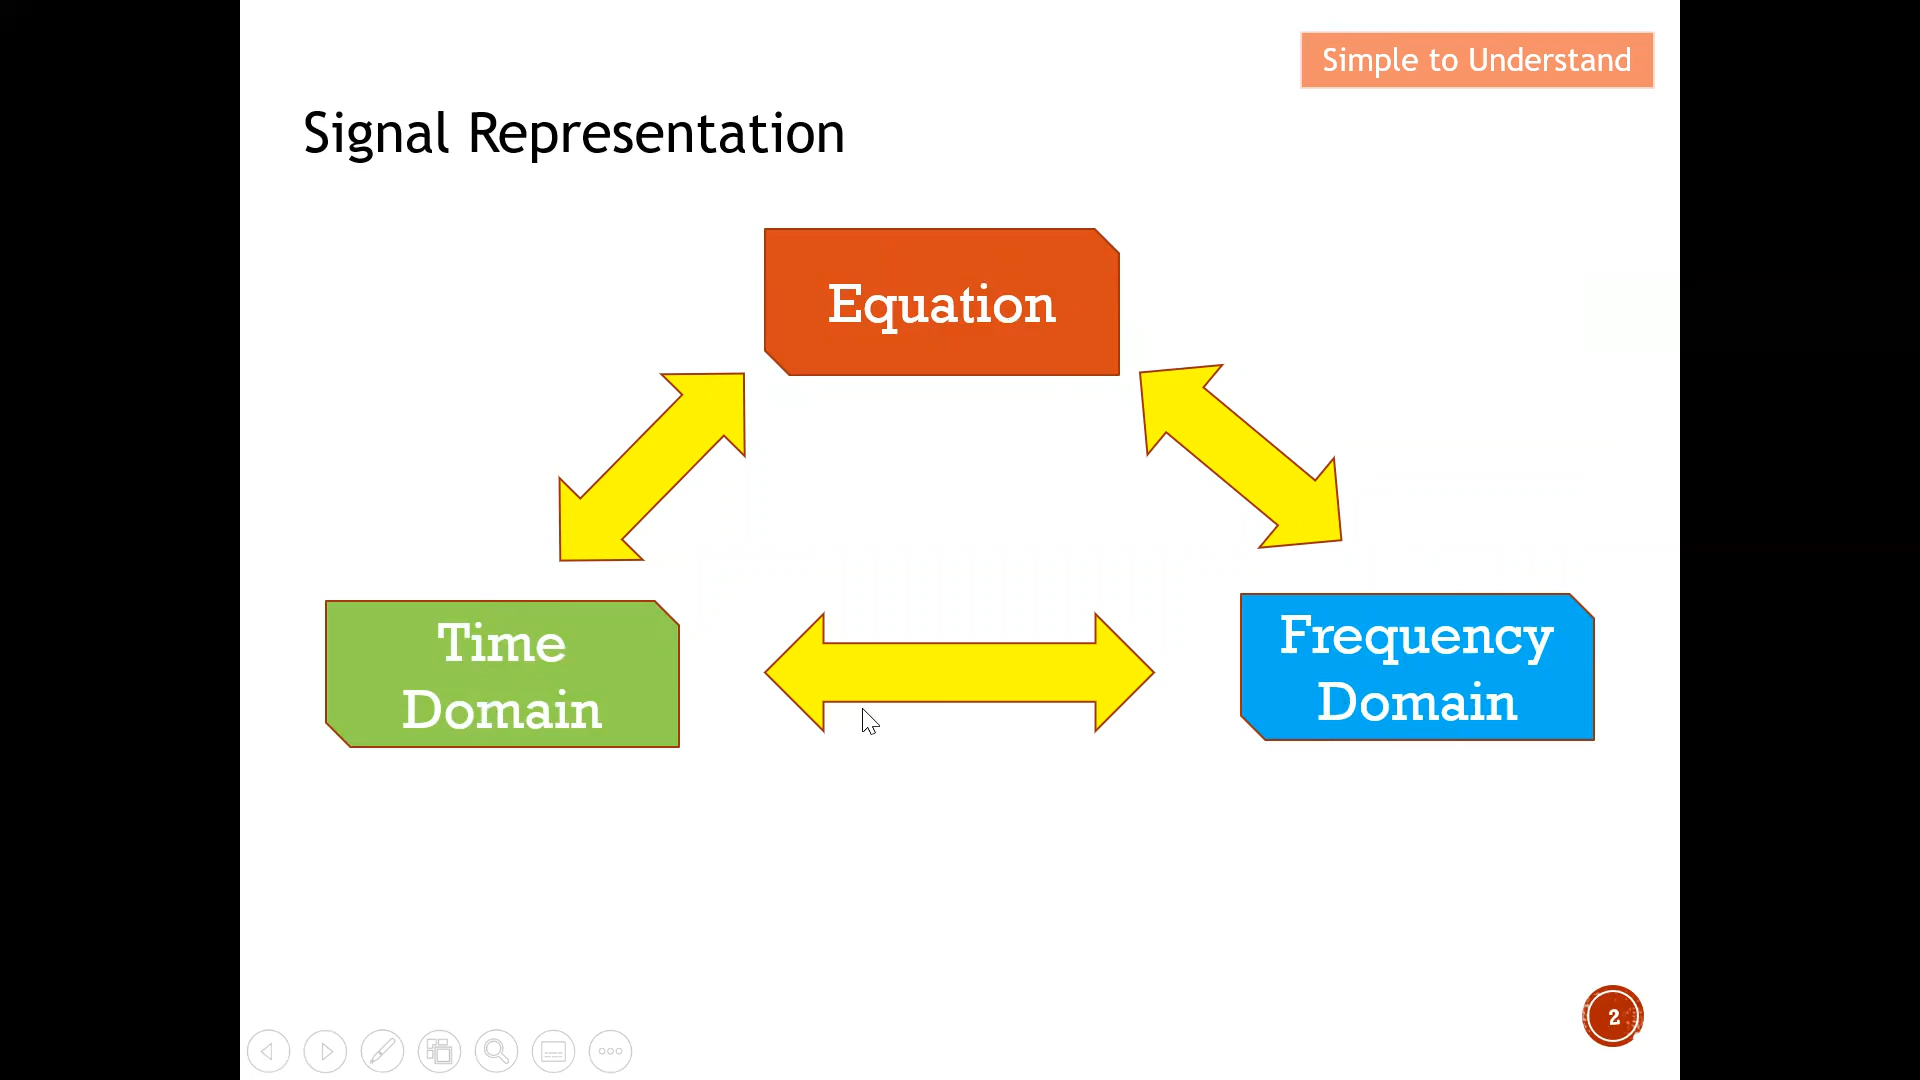 Simple to Understand
Signal Representation
Equation
Time
Domain
Frequency
Domain
2